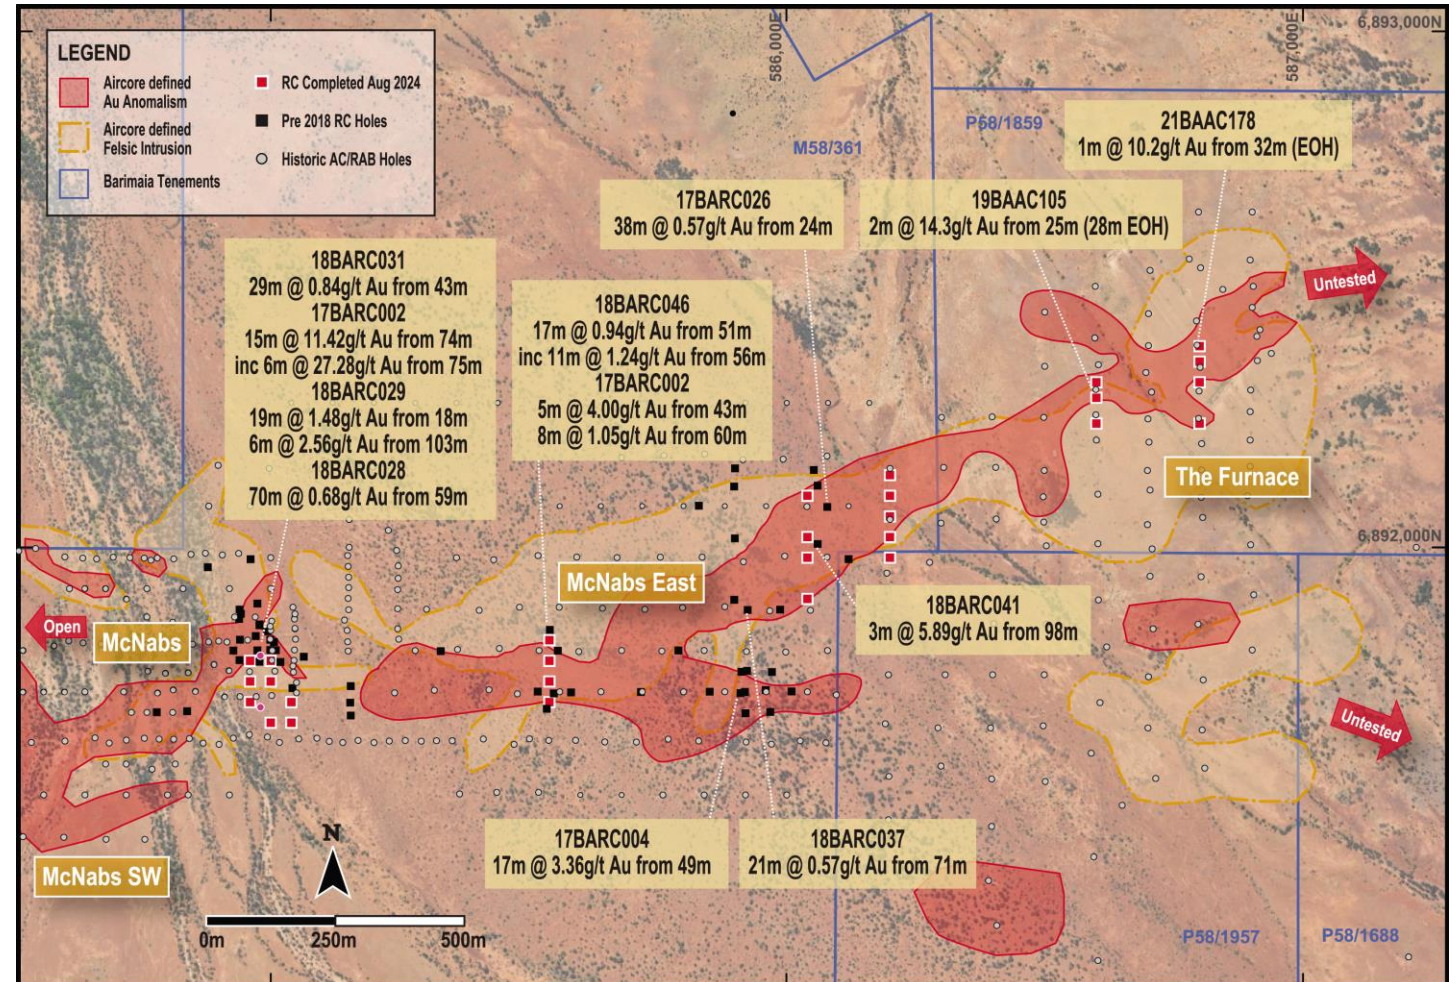 6,893,000N
586,000E
587,000E
LEGEND
Aircore defined
Au Anomalism
Aircore defined
Felsic Intrusion
Barimaia Tenements
RC Completed Aug 2024
Pre 2018 RC Holes
Historic AC/RAB Holes
M58/361
P58/1859
21BAAC178
1m @ 10.2g/t Au from 32m (EOH)
17BARC026
38m @ 0.57g/t Au from 24m
19BAAC105
2m @ 14.3g/t Au from 25m (28m EOH)
18BARC031
29m @ 0.84g/t Au from 43m
17BARC002
15m @ 11.42g/t Au from 74m
inc 6m @ 27.28g/t Au from 75m
18BARC029
19m @ 1.48g/t Au from 18m
6m @ 2.56g/t Au from 103m
18BARC028
70m @ 0.68g/t Au from 59m
18BARC046
17m @ 0.94g/t Au from 51m
inc 11m @ 1.24g/t Au from 56m
17BARC002
5m @ 4.00g/t Au from 43m
8m @ 1.05g/t Au from 60m
Untested
The Furnace
6,892,000N
McNabs East
18BARC041
3m @ 5.89g/t Au from 98m
Open
McNabs
Untested
17BARC004
17m @ 3.36g/t Au from 49m
18BARC037
21m @ 0.57g/t Au from 71m
McNabs SW
N
0m
250m
500m
P58/1957
P58/1688